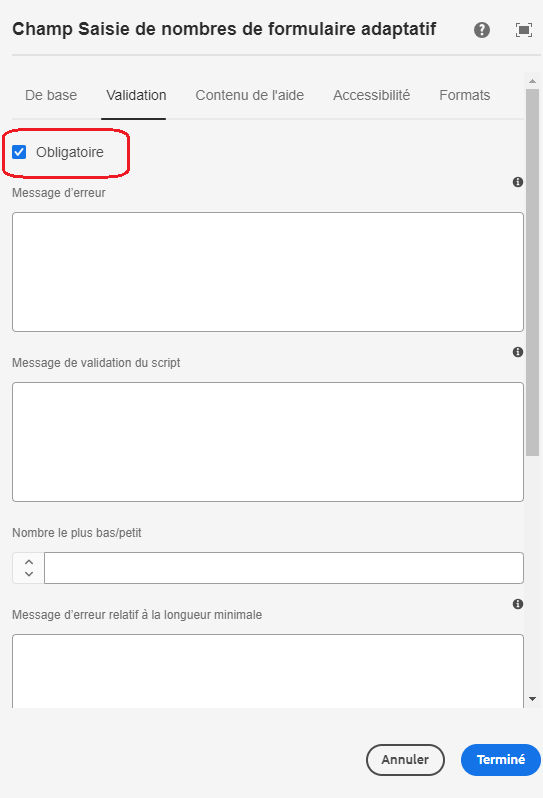 Champ Saisie de nombres de formulaire adaptatif
De base Validation Contenu de l'aide Accessibilité Formats
Obligatoire
Message d’erreur
Message de validation du script
Nombre le plus bas/petit
Message d’erreur relatif à la longueur minimale
Annuler Terminé